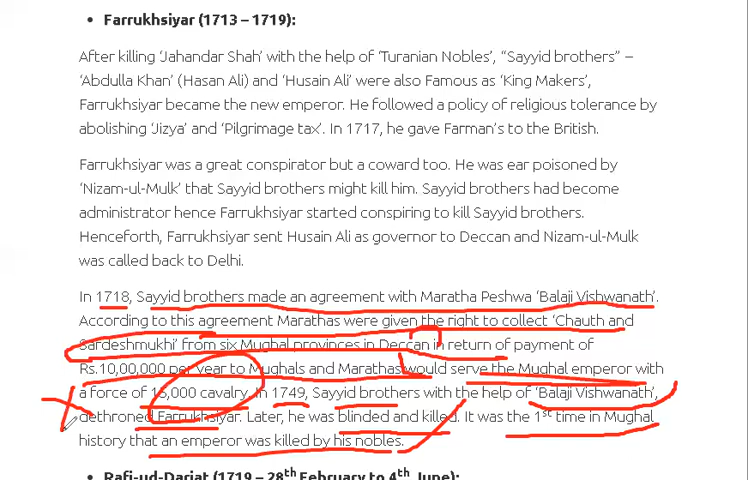 • Farrukhsiyar (1713 – 1719):
After killing ‘Jahandar Shah’ with the help of ‘Turanian Nobles’, “Sayyid brothers” –
‘Abdulla Khan’ (Hasan Ali) and ‘Husain Ali’ were also Famous as ‘King Makers’,
Farrukhsiyar became the new emperor. He followed a policy of religious tolerance by
abolishing ‘Jizya’ and ‘Pilgrimage tax’. In 1717, he gave Farman’s to the British.
Farrukhsiyar was a great conspirator but a coward too. He was ear poisoned by
‘Nizam-ul-Mulk’ that Sayyid brothers might kill him. Sayyid brothers had become
administrator hence Farrukhsiyar started conspiring to kill Sayyid brothers.
Henceforth, Farrukhsiyar sent Husain Ali as governor to Deccan and Nizam-ul-Mulk
was called back to Delhi.
In 1718, Sayyid brothers made an agreement with Maratha Peshwa ‘Balaji Vishwanath’.
According to this agreement Marathas were given the right to collect ‘Chauth and
Sardeshmukhi’ from six Mughal provinces in Deccan in return of payment of
Rs.10,00,000 per year to Mughals and Marathas would serve the Mughal emperor with
a force of 15,000 cavalry. In 1749, Sayyid brothers with the help of ‘Balaji Vishwanath’,
dethroned Farrukhsiyar. Later, he was blinded and killed. It was the 1st time in Mughal
history that an emperor was killed by his nobles.
• Rafi-ud-Darjat (1719 – 28th February to 4th June):